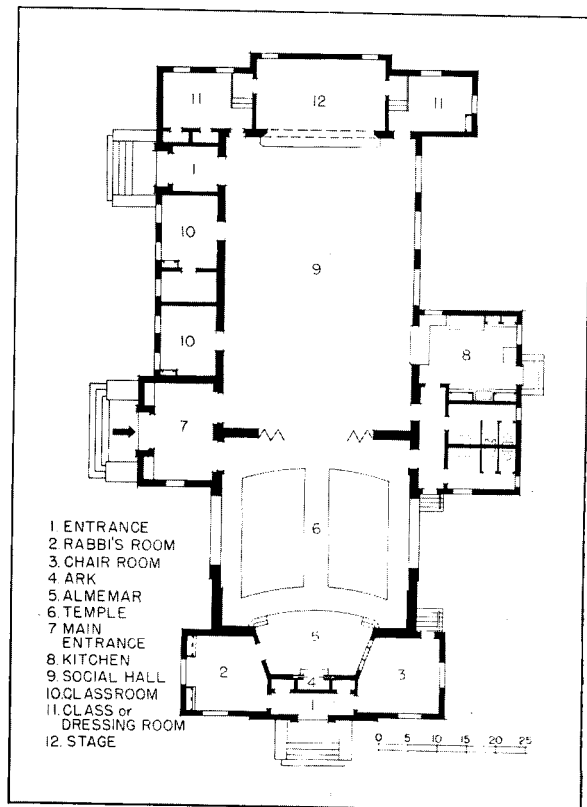 11
12
11
1
10
9
10
8
7
6
5
2
4
3
1
1. ENTRANCE
2. RABBI'S ROOM
3. CHAIR ROOM
4. ARK
5. ALMEMAR
6. TEMPLE
7 MAIN
ENTRANCE
8. KITCHEN
9. SOCIAL HALL
10. CLASSROOM
11. CLASS or
DRESSING ROOM
12. STAGE
0 5 10 15 20 25